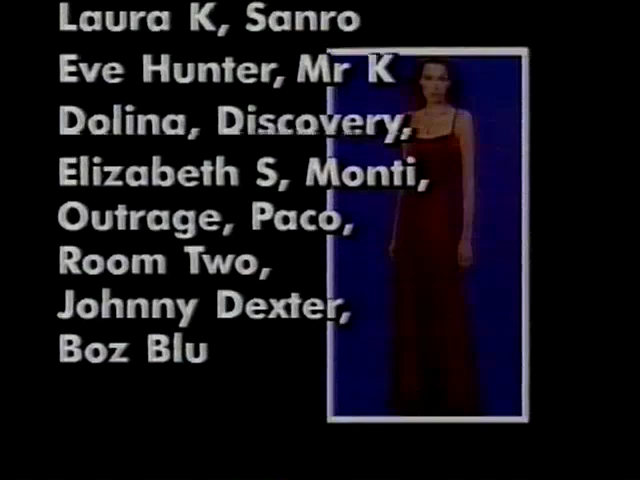 Laura K, Sanro
Eve Hunter, Mr K
Dolina, Discovery,
Elizabeth S, Monti,
Outrage, Paco,
Room Two,
Johnny Dexter,
Boz Blu